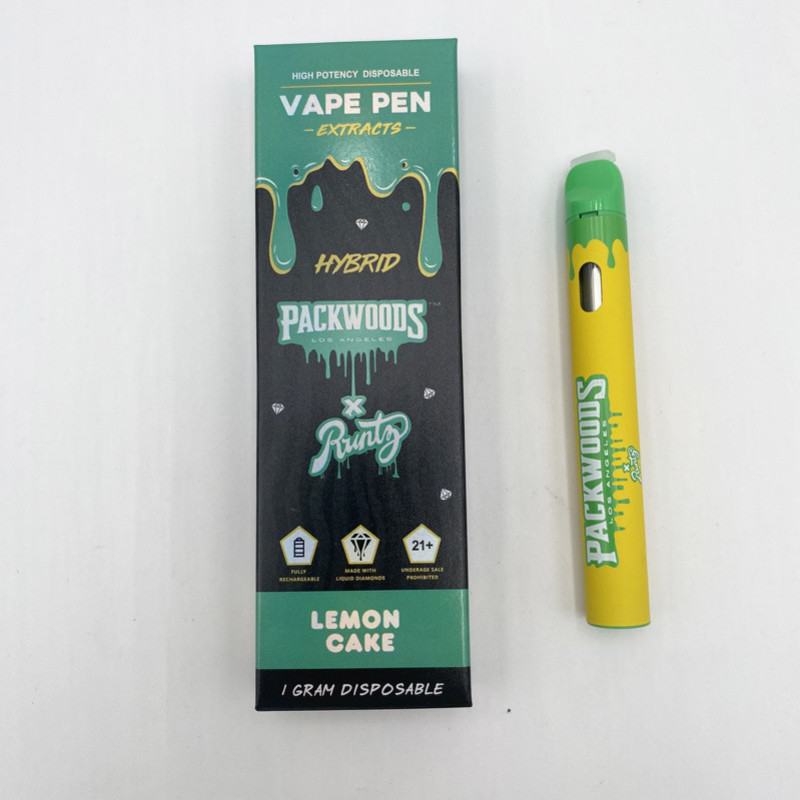 HIGH POTENCY DISPOSABLE
VAPE PEN
- EXTRACTS -
HYBRID
PACKWOODS™
LOS ANGELES
X
Runtz
FULLY
RECHARGEABLE
MADE WITH
LIQUID DIAMONDS
21+
UNDERAGE SALE
PROHIBITED
LEMON
CAKE
1 GRAM DISPOSABLE
PACKWOODS
LOS ANGELES
X
Runtz